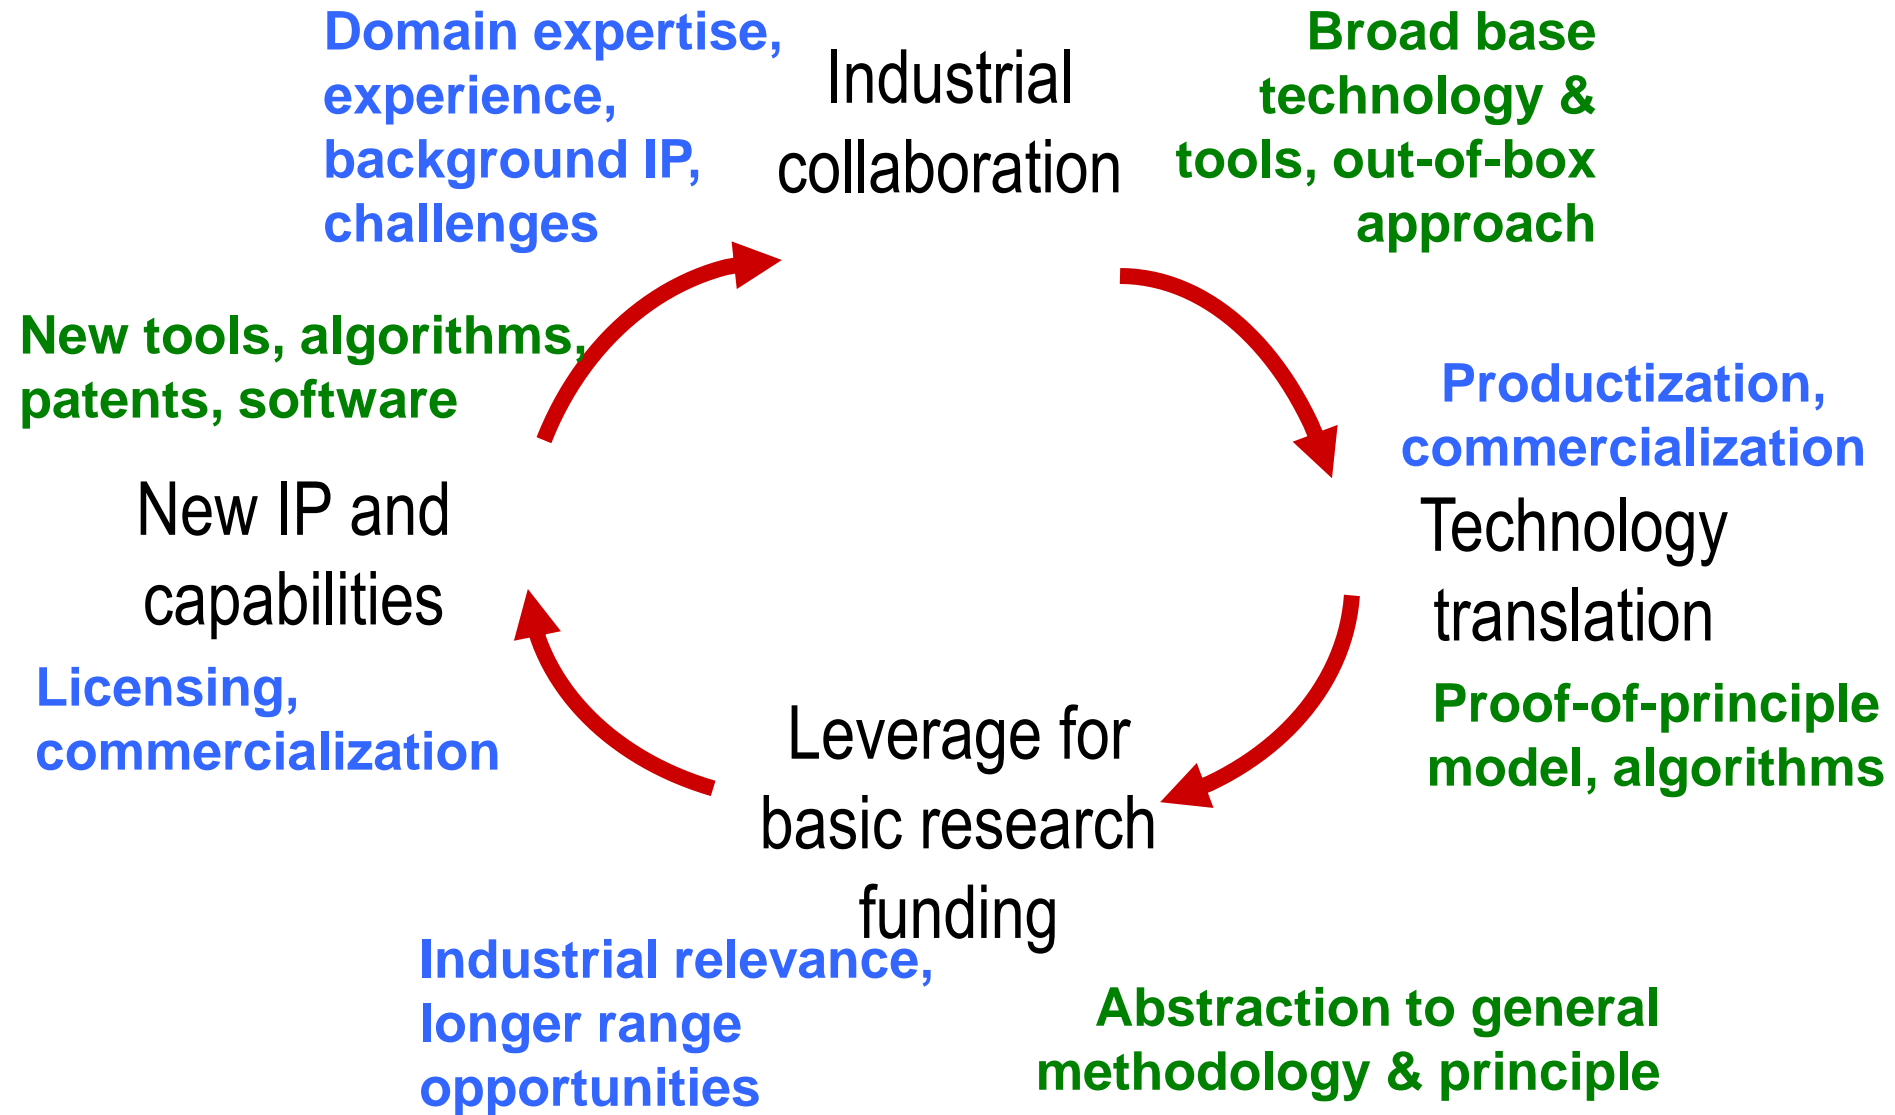 Domain expertise,
experience,
background IP,
challenges
Industrial
collaboration
Broad base
technology &
tools, out-of-box
approach
New tools, algorithms,
patents, software
New IP and
capabilities
Licensing,
commercialization
Productization,
commercialization
Technology
translation
Proof-of-principle
model, algorithms
Leverage for
basic research
funding
Industrial relevance,
longer range
opportunities
Abstraction to general
methodology & principle